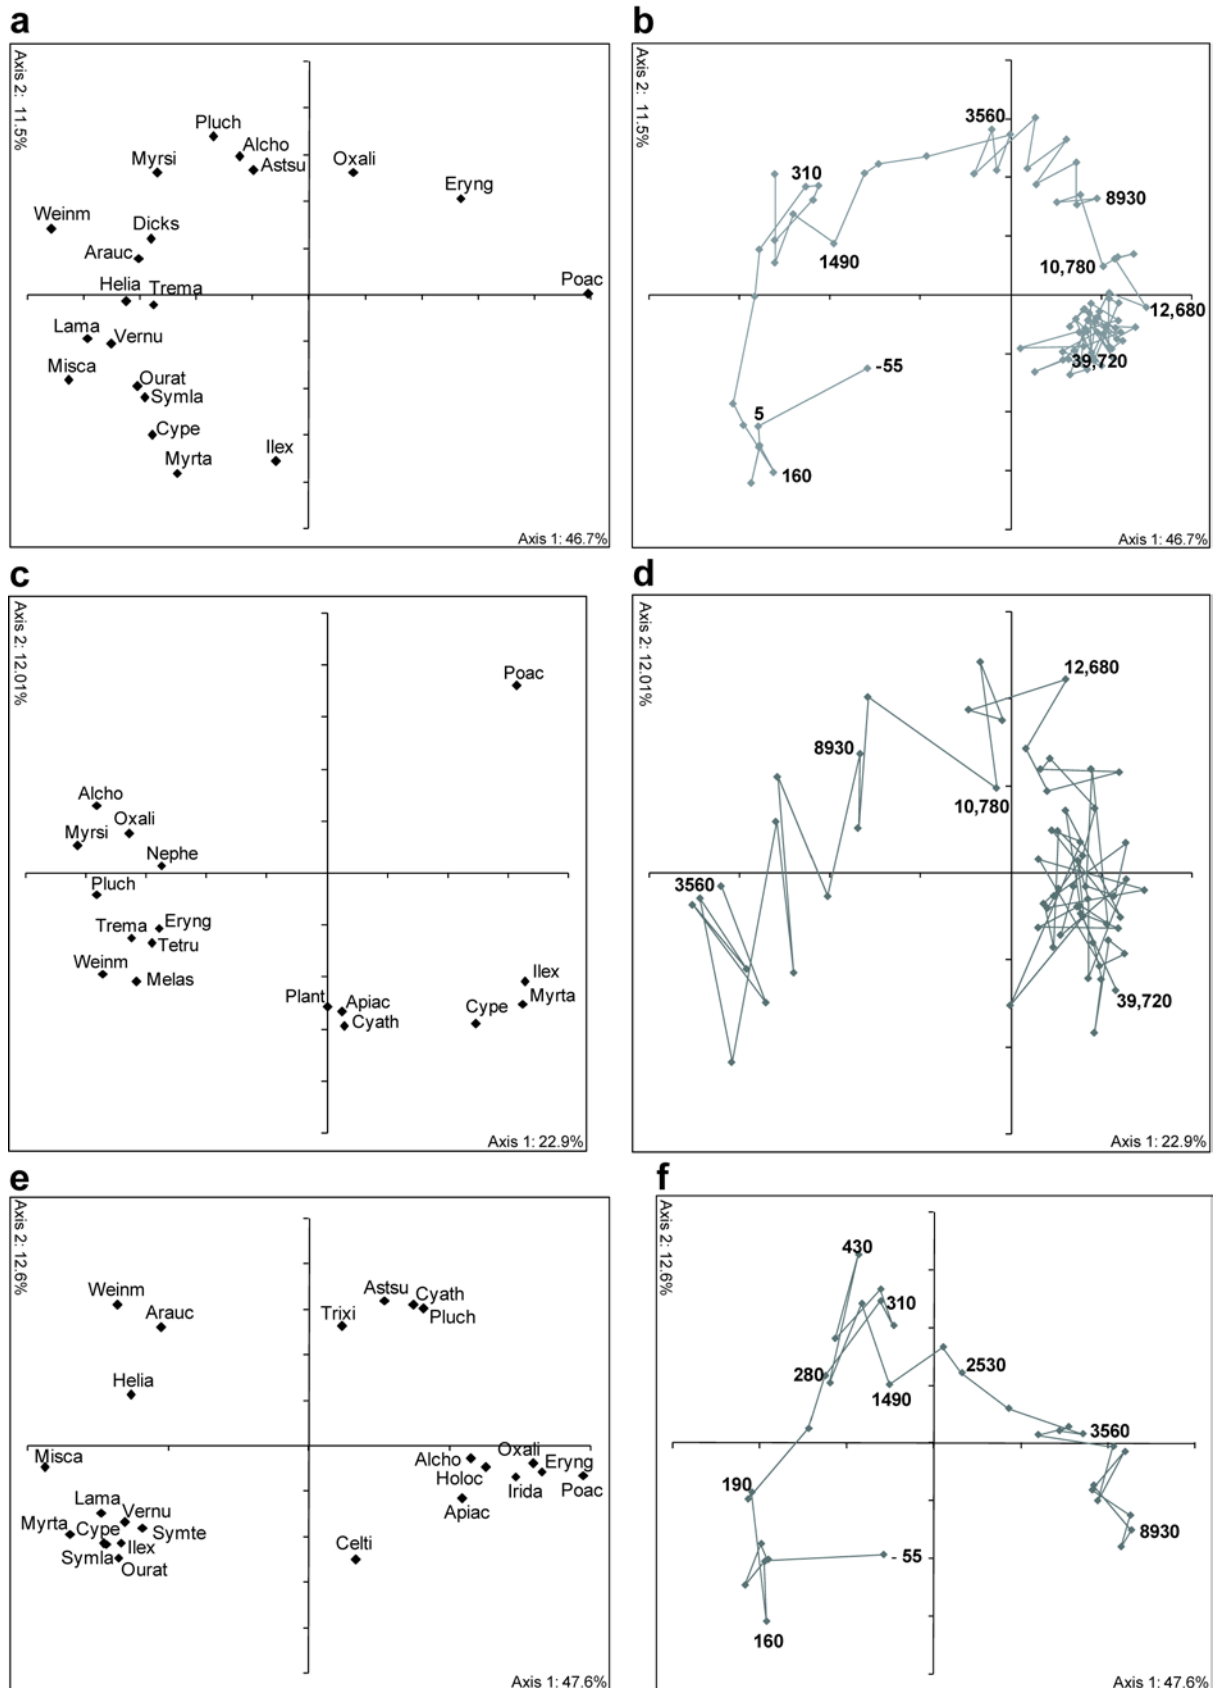 a
Axis 2: 11.5%
Pluch
Alcho
Myrsi
Astsu
Oxali
Eryng
Weinm
Dicks
Arauc
Helia
Trema
Poac
Lama
Vernu
Misca
Ourat
Symla
Cype
Ilex
Myrta
Axis 1: 46.7%
b
Axis 2: 11.5%
3560
310
8930
1490
10,780
12,680
39,720
-55
5
160
Axis 1: 46.7%
c
Axis 2: 12.01%
Poac
Alcho
Oxali
Myrsi
Nephe
Pluch
Trema
Eryng
Tetru
Weinm
Melas
Ilex
Plant
Apiac
Myrta
Cype
Cyath
Axis 1: 22.9%
d
Axis 2: 12.01%
12,680
8930
10,780
3560
39,720
Axis 1: 22.9%
e
Axis 2: 12.6%
Weinm
Arauc
Astsu
Cyath
Trixi
Pluch
Helia
Misca
Alcho
Oxali
Eryng
Holoc
Irida
Poac
Apiac
Lama
Vernu
Myrta
Cype
Symte
Symla
Ilex
Ourat
Celti
Axis 1: 47.6%
f
Axis 2: 12.6%
430
310
280
2530
1490
3560
190
8930
- 55
160
Axis 1: 47.6%